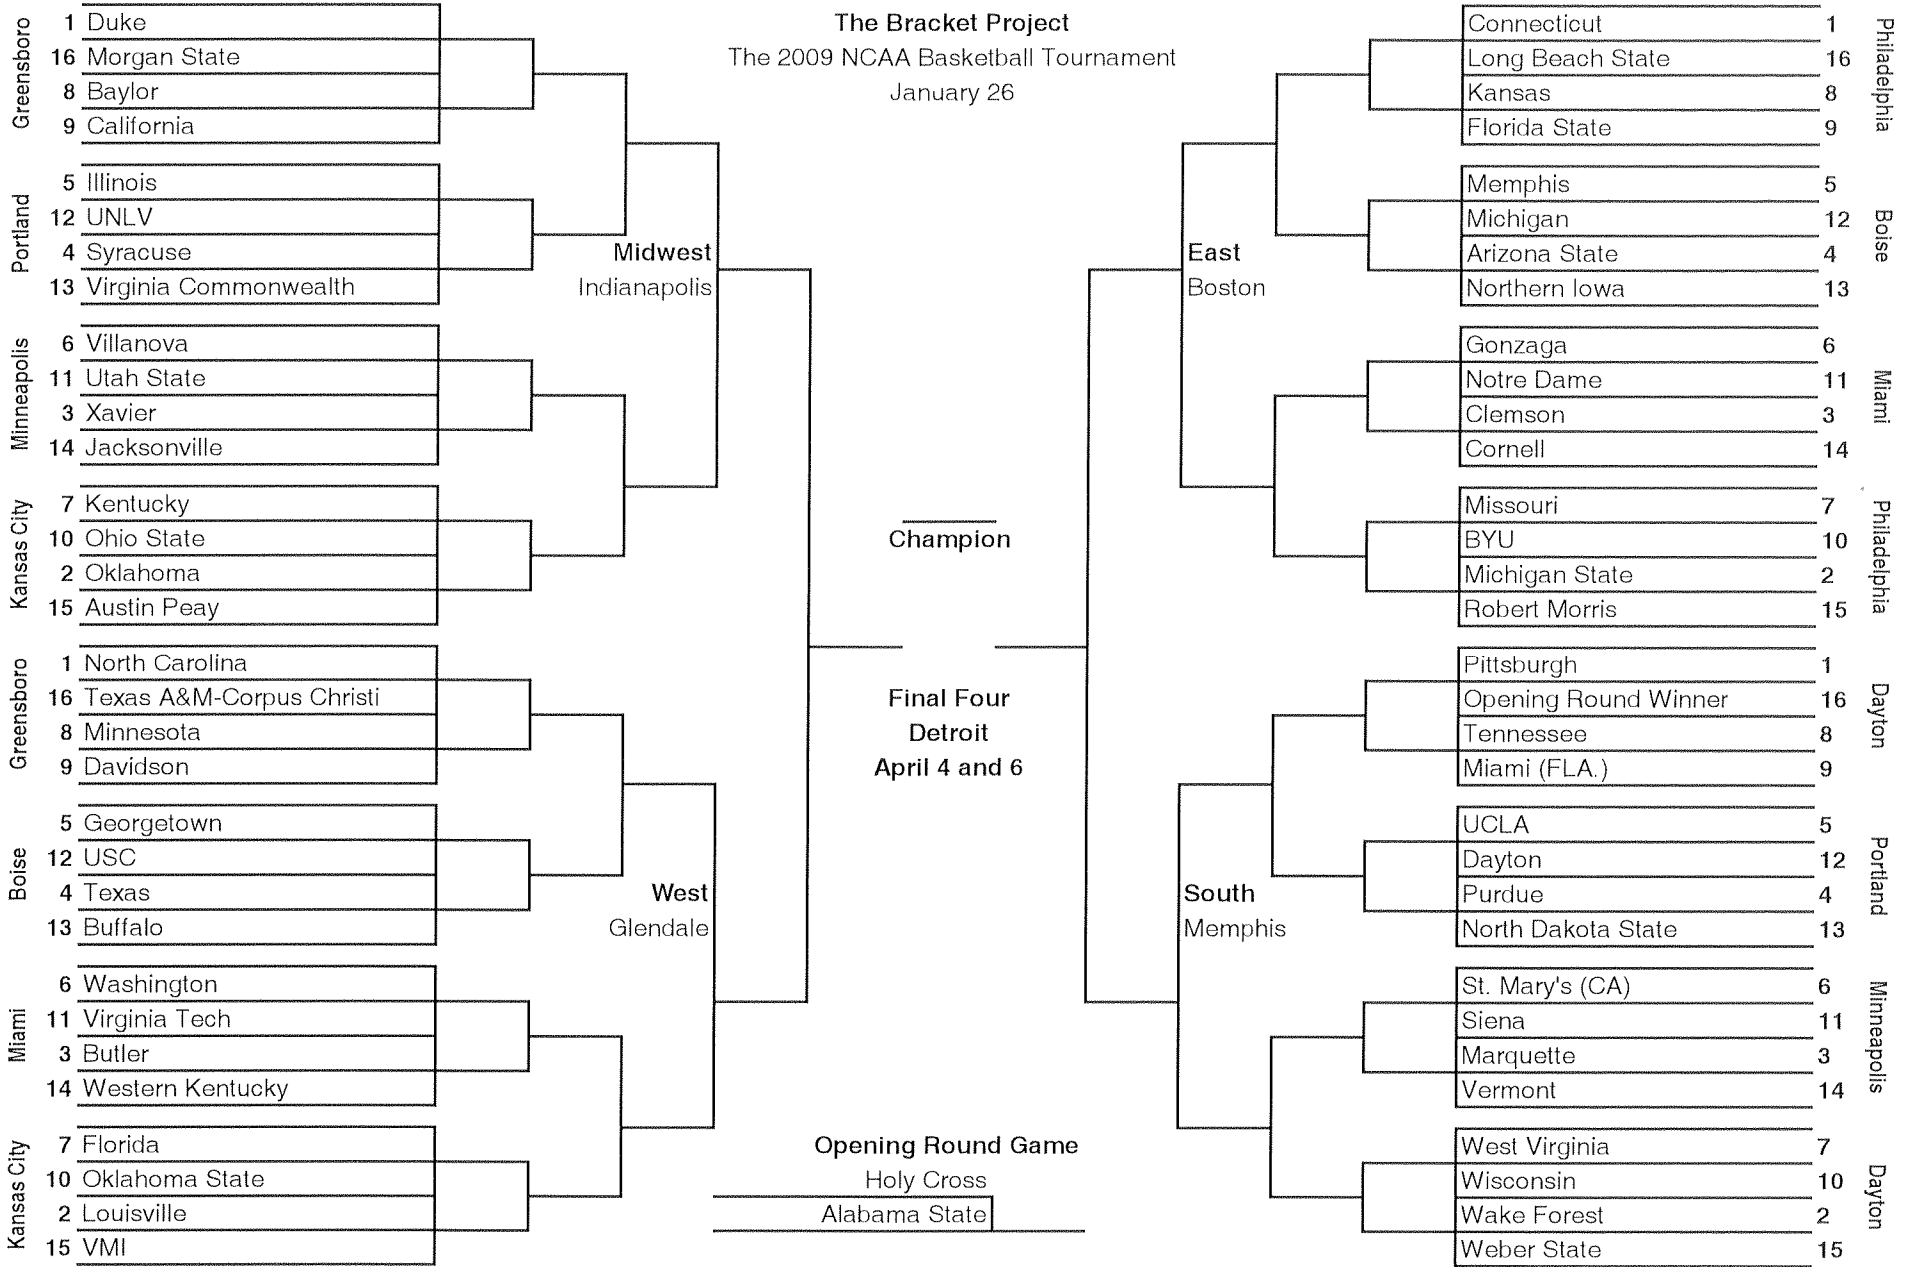 The Bracket Project
The 2009 NCAA Basketball Tournament
January 26
Greensboro
1 Duke
16 Morgan State
8 Baylor
9 California
Portland
5 Illinois
12 UNLV
4 Syracuse
13 Virginia Commonwealth
Minneapolis
6 Villanova
11 Utah State
3 Xavier
14 Jacksonville
Kansas City
7 Kentucky
10 Ohio State
2 Oklahoma
15 Austin Peay
Midwest
Indianapolis
Greensboro
1 North Carolina
16 Texas A&M-Corpus Christi
8 Minnesota
9 Davidson
Boise
5 Georgetown
12 USC
4 Texas
13 Buffalo
Miami
6 Washington
11 Virginia Tech
3 Butler
14 Western Kentucky
Kansas City
7 Florida
10 Oklahoma State
2 Louisville
15 VMI
West
Glendale
Champion
Final Four
Detroit
April 4 and 6
Opening Round Game
Holy Cross
Alabama State
East
Boston
Connecticut 1
Long Beach State 16
Kansas 8
Florida State 9
Philadelphia
Memphis 5
Michigan 12
Arizona State 4
Northern Iowa 13
Boise
Gonzaga 6
Notre Dame 11
Clemson 3
Cornell 14
Miami
Missouri 7
BYU 10
Michigan State 2
Robert Morris 15
Philadelphia
South
Memphis
Pittsburgh 1
Opening Round Winner 16
Tennessee 8
Miami (FLA.) 9
Dayton
UCLA 5
Dayton 12
Purdue 4
North Dakota State 13
Portland
St. Mary's (CA) 6
Siena 11
Marquette 3
Vermont 14
Minneapolis
West Virginia 7
Wisconsin 10
Wake Forest 2
Weber State 15
Dayton